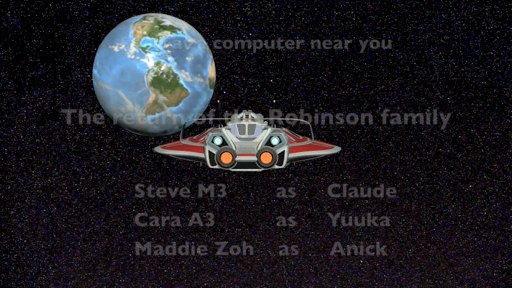 a computer near you
The return of the Robinson family
Steve M3 as Claude
Cara A3 as Yuuka
Maddie Zoh as Anick